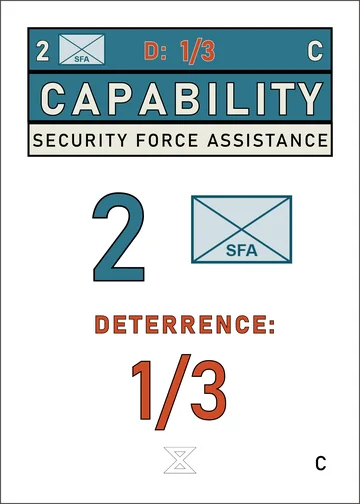 2 SFA D: 1/3 C
CAPABILITY
SECURITY FORCE ASSISTANCE
2 SFA
DETERRENCE:
1/3
C